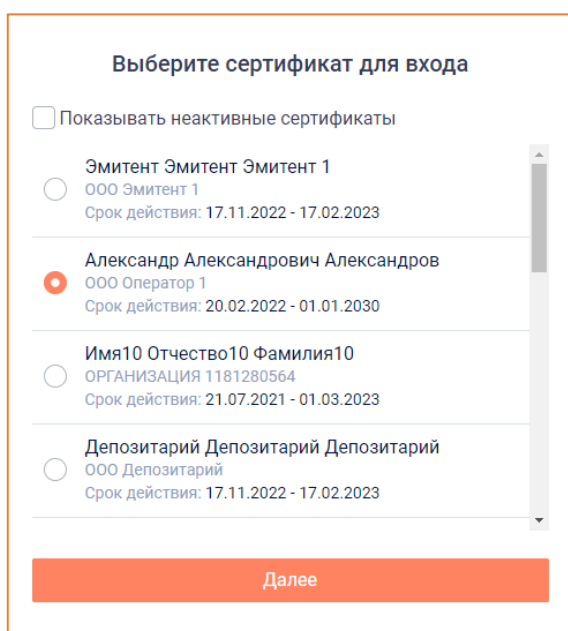 Выберите сертификат для входа
Показывать неактивные сертификаты
Эмитент Эмитент Эмитент 1
ООО Эмитент 1
Срок действия: 17.11.2022 - 17.02.2023
Александр Александрович Александров
ООО Оператор 1
Срок действия: 20.02.2022 - 01.01.2030
Имя10 Отчество10 Фамилия10
ОРГАНИЗАЦИЯ 1181280564
Срок действия: 21.07.2021 - 01.03.2023
Депозитарий Депозитарий Депозитарий
ООО Депозитарий
Срок действия: 17.11.2022 - 17.02.2023
Далее